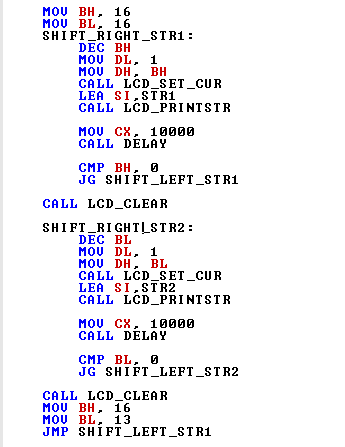 MOV BH, 16
MOV BL, 16
SHIFT_RIGHT_STR1:
DEC BH
MOV DL, 1
MOV DH, BH
CALL LCD_SET_CUR
LEA SI,STR1
CALL LCD_PRINTSTR
MOV CX, 10000
CALL DELAY
CMP BH, 0
JG SHIFT_LEFT_STR1
CALL LCD_CLEAR
SHIFT_RIGHT_STR2:
DEC BL
MOV DL, 1
MOV DH, BL
CALL LCD_SET_CUR
LEA SI,STR2
CALL LCD_PRINTSTR
MOV CX, 10000
CALL DELAY
CMP BL, 0
JG SHIFT_LEFT_STR2
CALL LCD_CLEAR
MOV BH, 16
MOV BL, 13
JMP SHIFT_LEFT_STR1